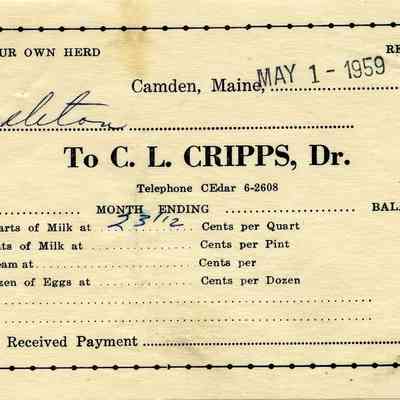 UR OWN HERD RE
Camden, Maine, MAY 1 - 1959
dleton
To C. L. CRIPPS, Dr.
Telephone CEdar 6-2608
MONTH ENDING BAL
arts of Milk at 23 1/2 Cents per Quart
ts of Milk at Cents per Pint
eam at Cents per
zen of Eggs at Cents per Dozen
Received Payment